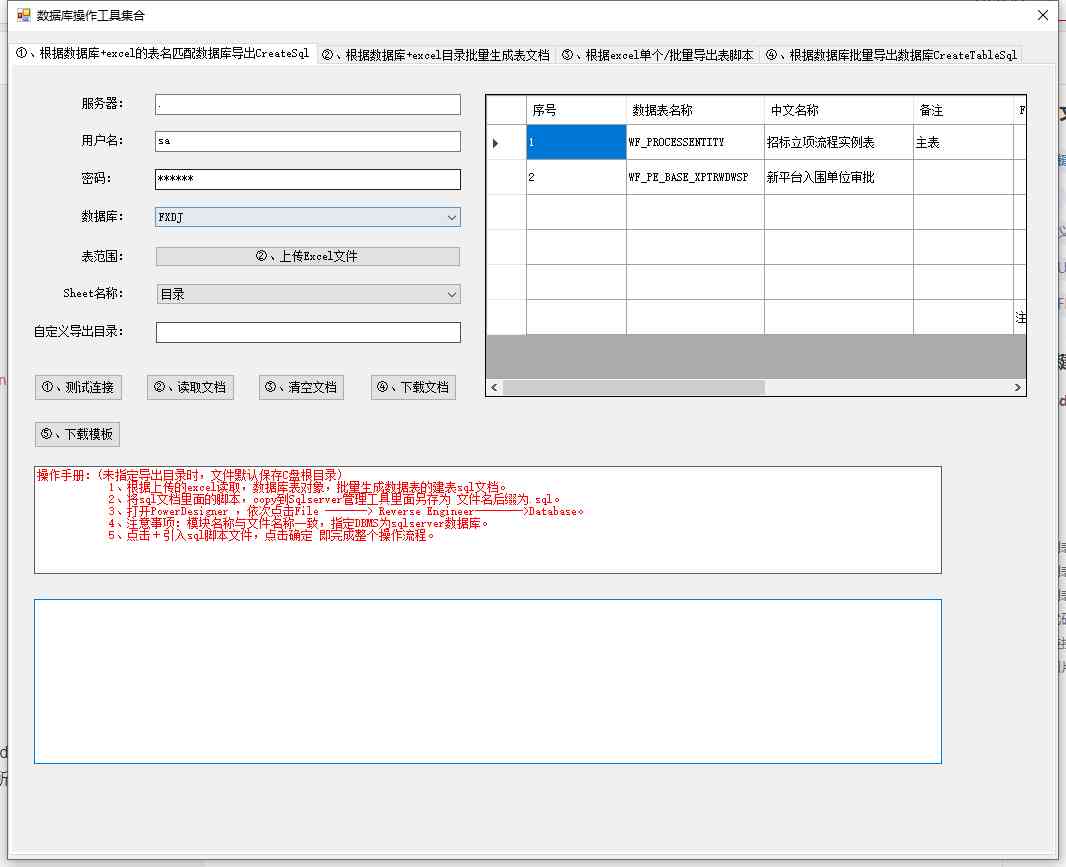 数据库操作工具集合
①、根据数据库+excel的表名匹配数据库导出CreateSql ②、根据数据库+excel目录批量生成表文档 ③、根据excel单个/批量导出表脚本 ④、根据数据库批量导出数据库CreateTableSql
服务器： .
用户名： sa
密码： ******
数据库： FXDJ
表范围： ②、上传Excel文件
Sheet名称： 目录
自定义导出目录：
①、测试连接 ②、读取文档 ③、清空文档 ④、下载文档
⑤、下载模板
序号 数据表名称 中文名称 备注 F
1 WF_PROCESSENTITY 招标立项流程实例表 主表
2 WF_PE_BASE_XPTRWDWSP 新平台入围单位审批
注
操作手册：（未指定导出目录时，文件默认保存C盘根目录）
1、根据上传的excel读取，数据库表对象，批量生成数据表的建表sql文档。
2、将sql文档里面的脚本，copy到Sqlserver管理工具里面另存为 文件名后缀为.sql。
3、打开PowerDesigner ，依次点击File ———————> Reverse Engineer———————>Database。
4、注意事项：模块名称与文件名称一致，指定DBMS为sqlserver数据库。
5、点击＋引入sql脚本文件，点击确定 即完成整个操作流程。